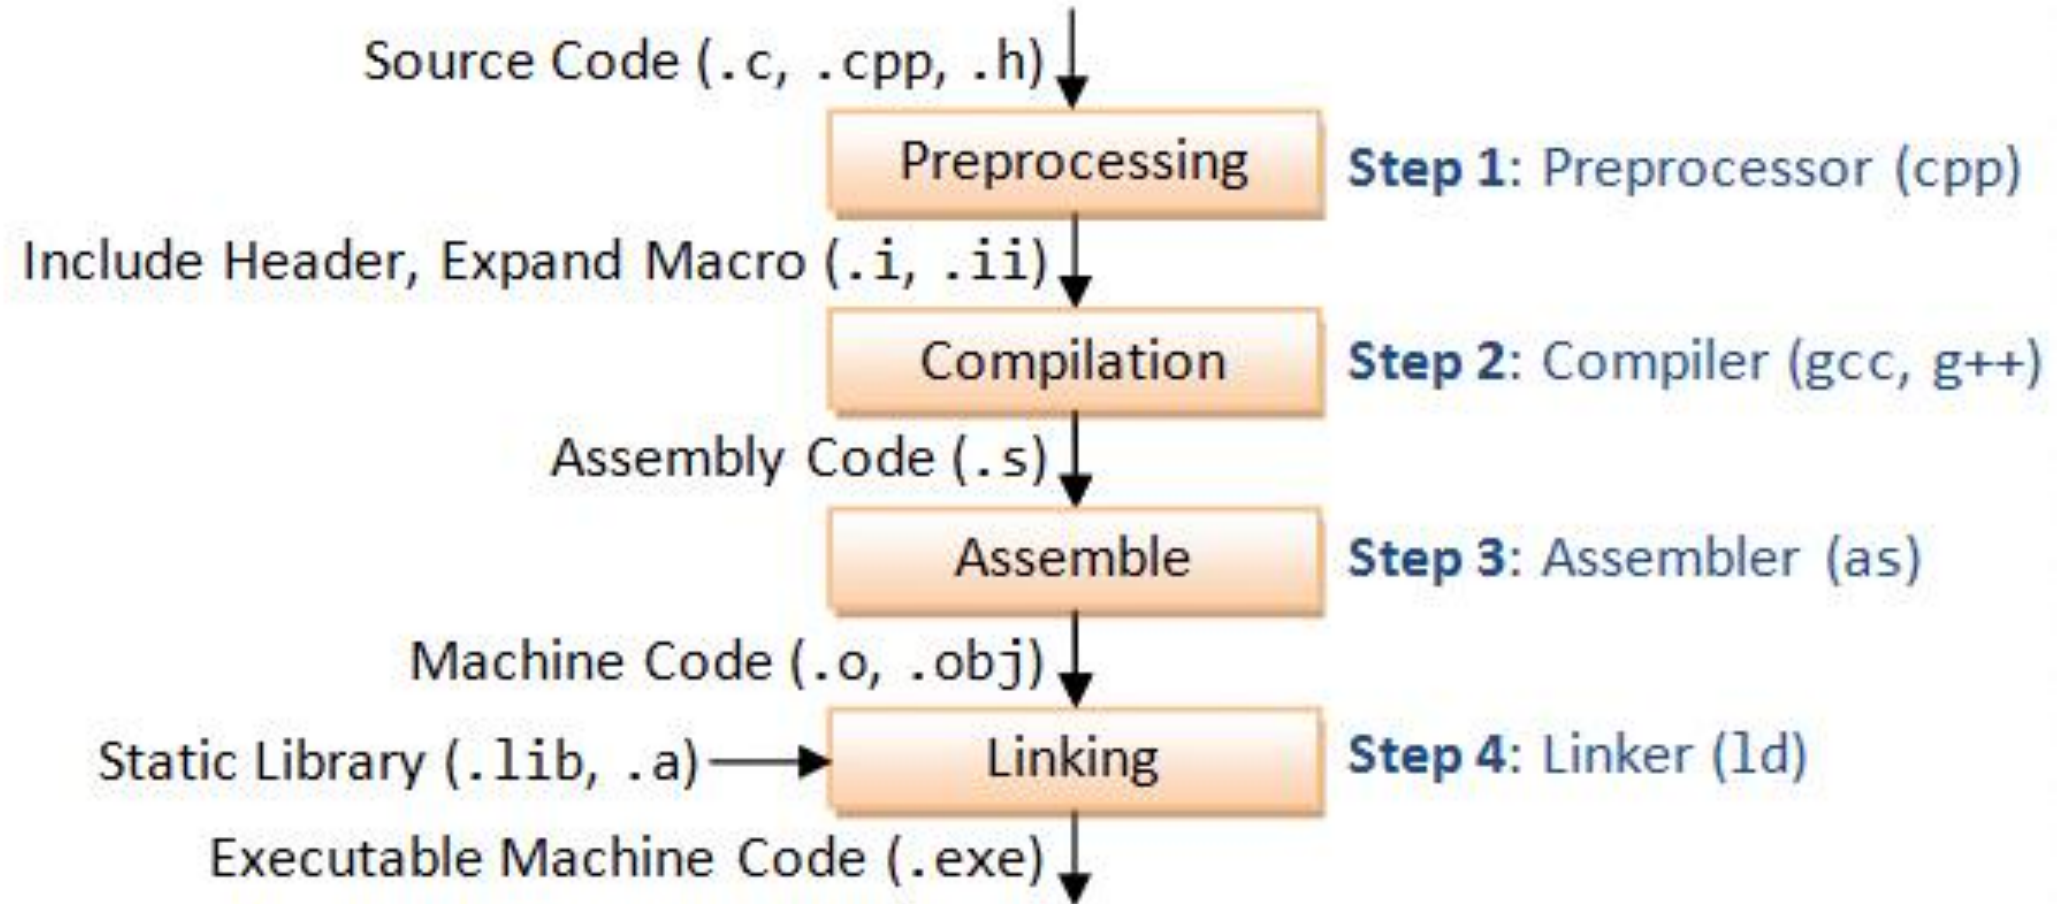 Source Code (.c, .cpp, .h)
Preprocessing
Step 1: Preprocessor (cpp)
Include Header, Expand Macro (.i, .ii)
Compilation
Step 2: Compiler (gcc, g++)
Assembly Code (.s)
Assemble
Step 3: Assembler (as)
Machine Code (.o, .obj)
Static Library (.lib, .a)
Linking
Step 4: Linker (ld)
Executable Machine Code (.exe)